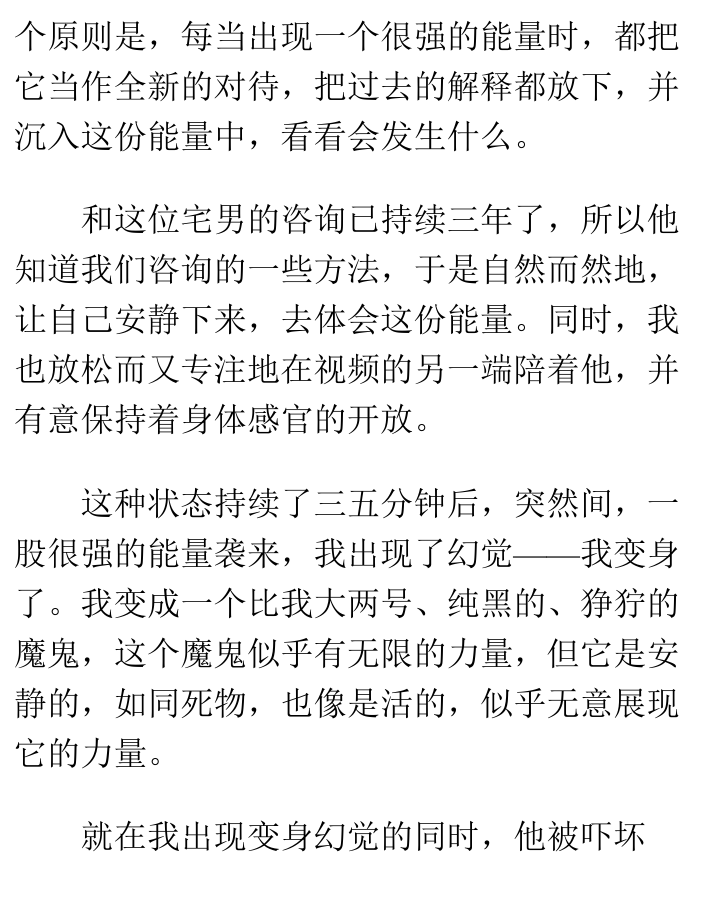 个原则是，每当出现一个很强的能量时，都把
它当作全新的对待，把过去的解释都放下，并
沉入这份能量中，看看会发生什么。
和这位宅男的咨询已持续三年了，所以他
知道我们咨询的一些方法，于是自然而然地，
让自己安静下来，去体会这份能量。同时，我
也放松而又专注地在视频的另一端陪着他，并
有意保持着身体感官的开放。
这种状态持续了三五分钟后，突然间，一
股很强的能量袭来，我出现了幻觉——我变身
了。我变成一个比我大两号、纯黑的、狰狞的
魔鬼，这个魔鬼似乎有无限的力量，但它是安
静的，如同死物，也像是活的，似乎无意展现
它的力量。
就在我出现变身幻觉的同时，他被吓坏